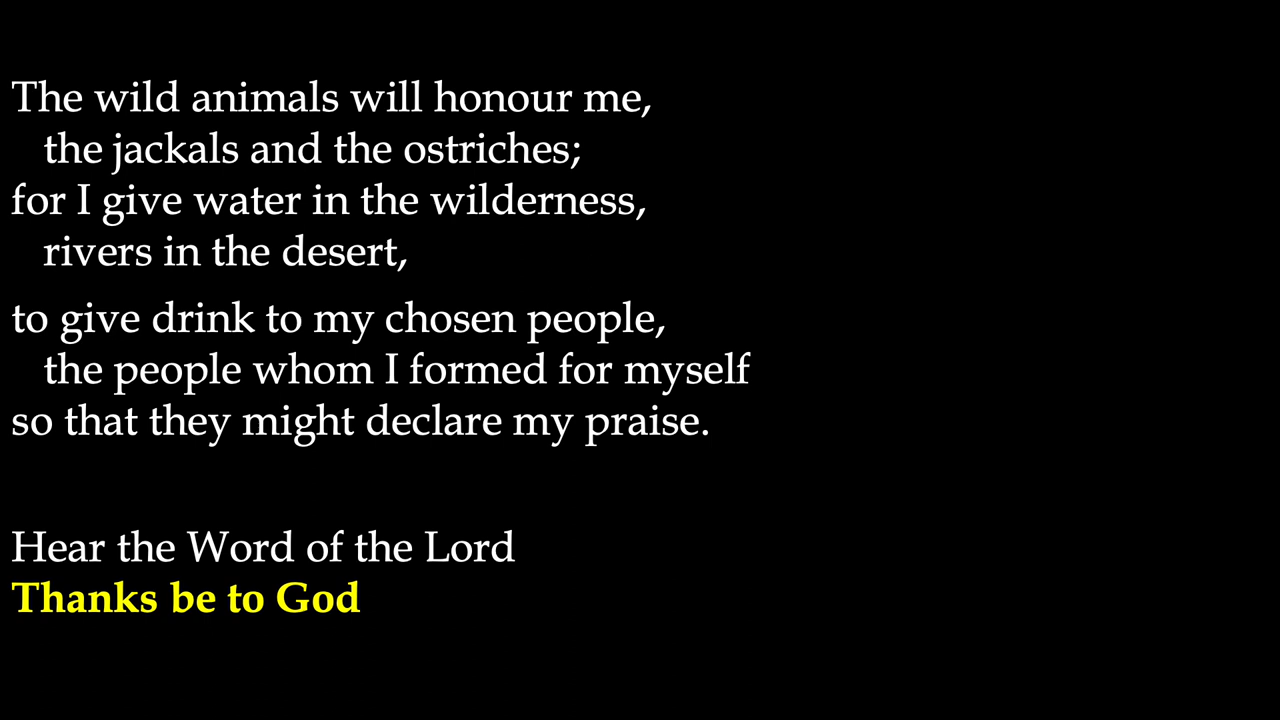 The wild animals will honour me,
the jackals and the ostriches;
for I give water in the wilderness,
rivers in the desert,
to give drink to my chosen people,
the people whom I formed for myself
so that they might declare my praise.
Hear the Word of the Lord
Thanks be to God